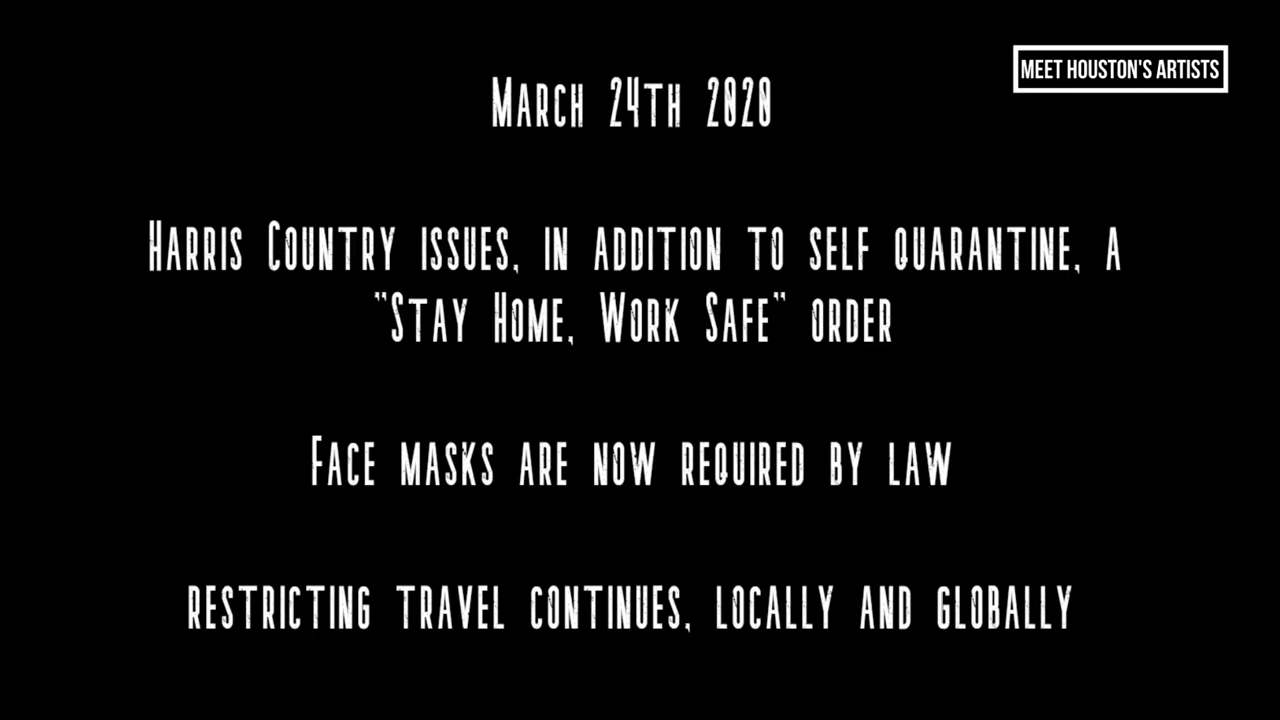 MEET HOUSTON'S ARTISTS
March 24th 2020
Harris Country issues, in addition to self quarantine, a
"Stay Home, Work Safe" order
Face masks are now required by law
restricting travel continues, locally and globally